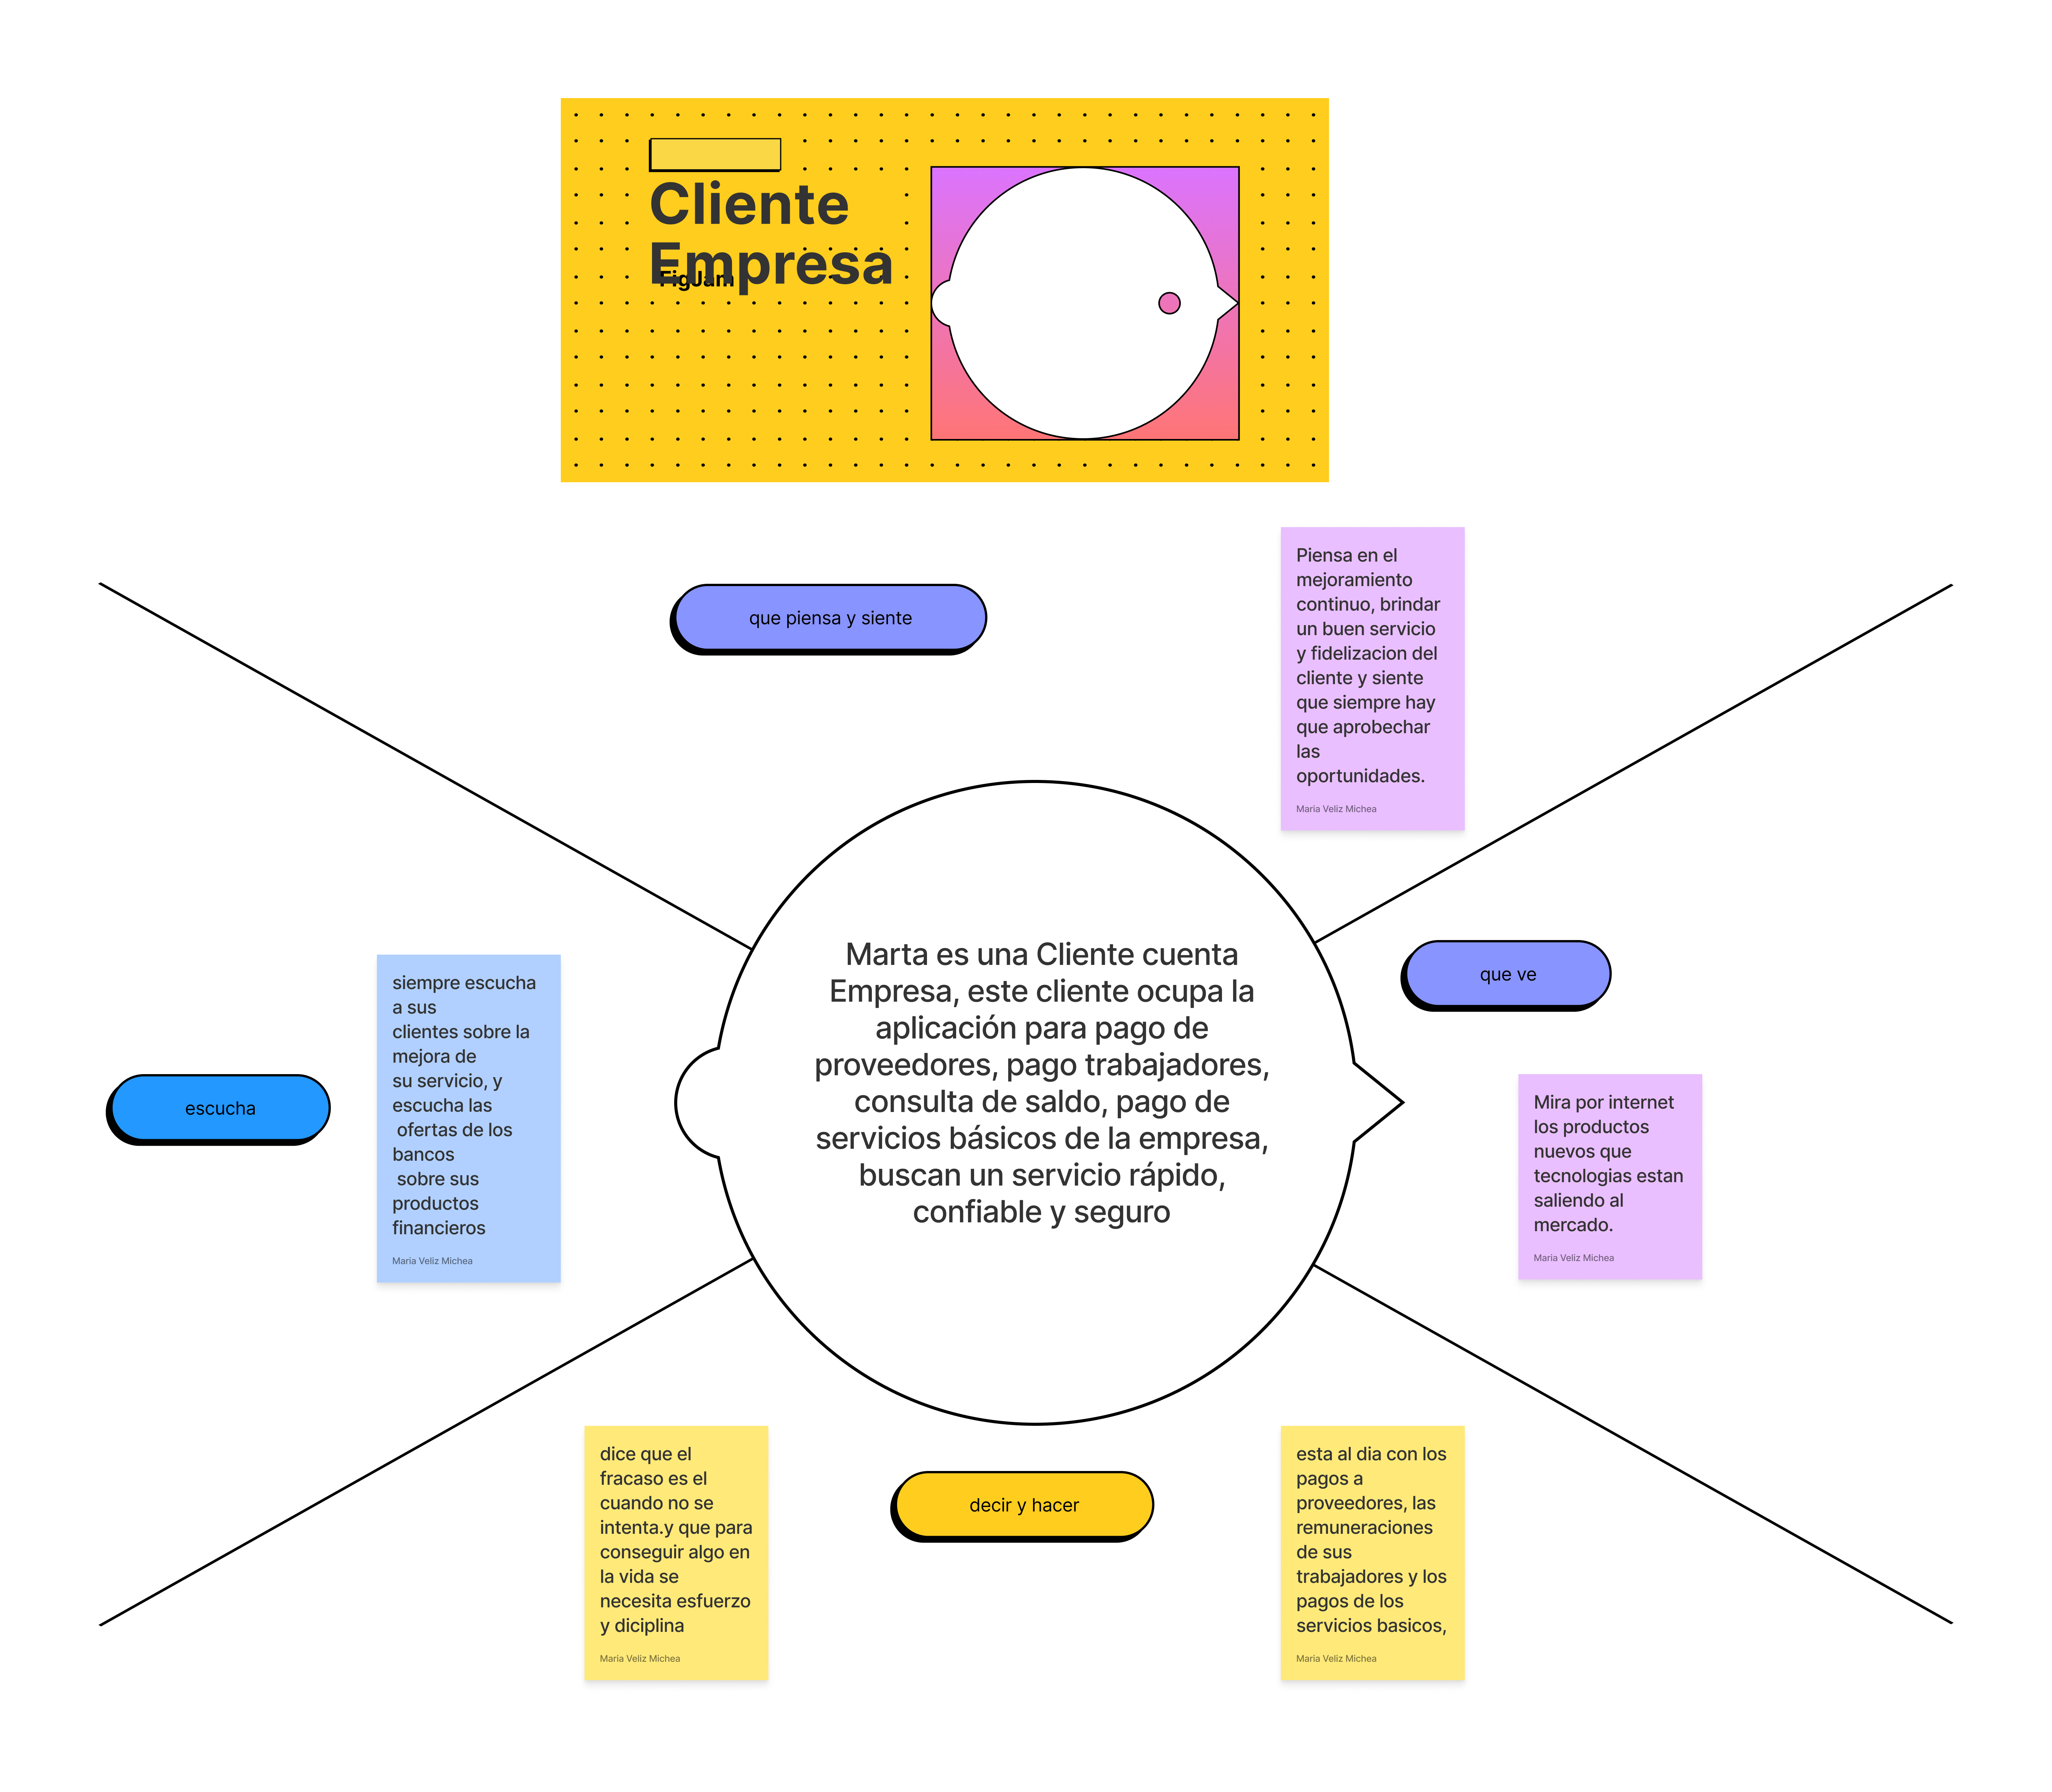 Cliente
Empresa
FigJam
que piensa y siente
Piensa en el
mejoramiento
continuo, brindar
un buen servicio
y fidelizacion del
cliente y siente
que siempre hay
que aprobechar
las
oportunidades.
Maria Veliz Michea
escucha
siempre escucha
a sus
clientes sobre la
mejora de
su servicio, y
escucha las
ofertas de los
bancos
sobre sus
productos
financieros
Maria Veliz Michea
Marta es una Cliente cuenta
Empresa, este cliente ocupa la
aplicación para pago de
proveedores, pago trabajadores,
consulta de saldo, pago de
servicios básicos de la empresa,
buscan un servicio rápido,
confiable y seguro
que ve
Mira por internet
los productos
nuevos que
tecnologias estan
saliendo al
mercado.
Maria Veliz Michea
dice que el
fracaso es el
cuando no se
intenta.y que para
conseguir algo en
la vida se
necesita esfuerzo
y diciplina
Maria Veliz Michea
decir y hacer
esta al dia con los
pagos a
proveedores, las
remuneraciones
de sus
trabajadores y los
pagos de los
servicios basicos,
Maria Veliz Michea